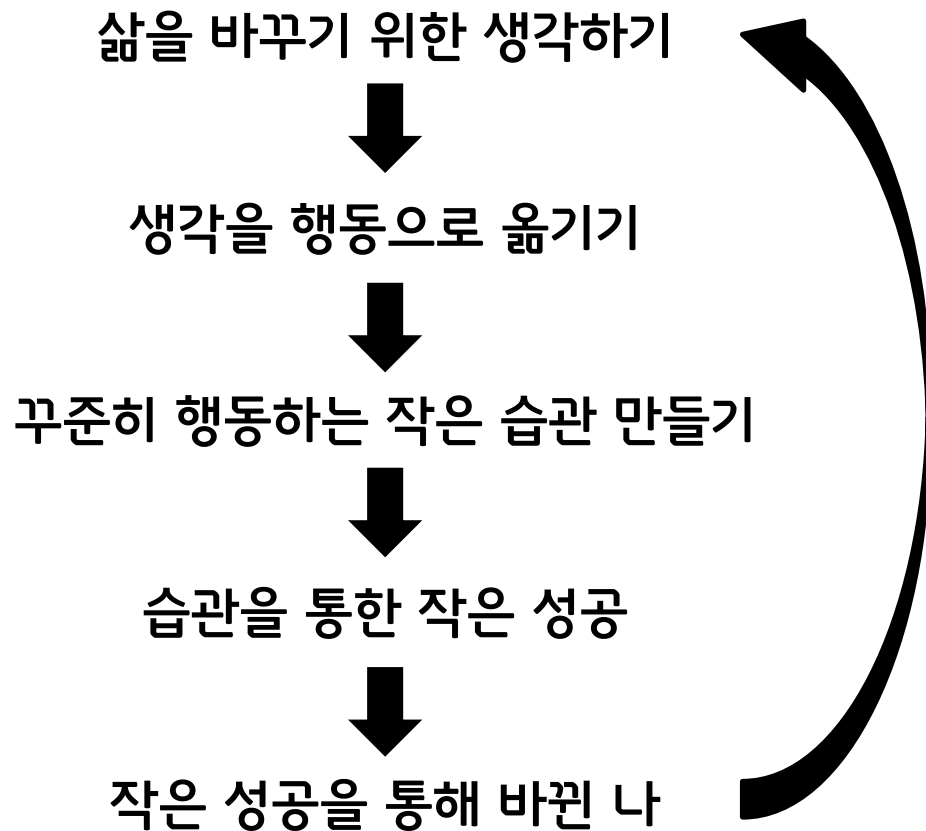 삶을 바꾸기 위한 생각하기
생각을 행동으로 옮기기
꾸준히 행동하는 작은 습관 만들기
습관을 통한 작은 성공
작은 성공을 통해 바뀐 나